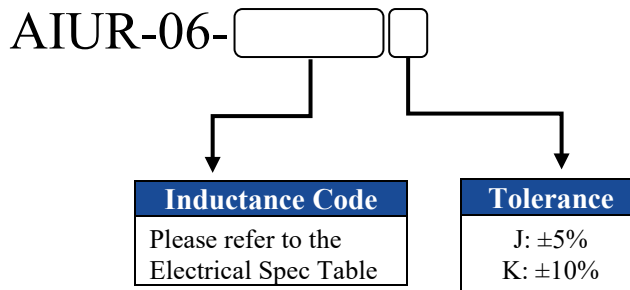 AIUR-06-
Inductance Code
Please refer to the
Electrical Spec Table
Tolerance
J: ±5%
K: ±10%